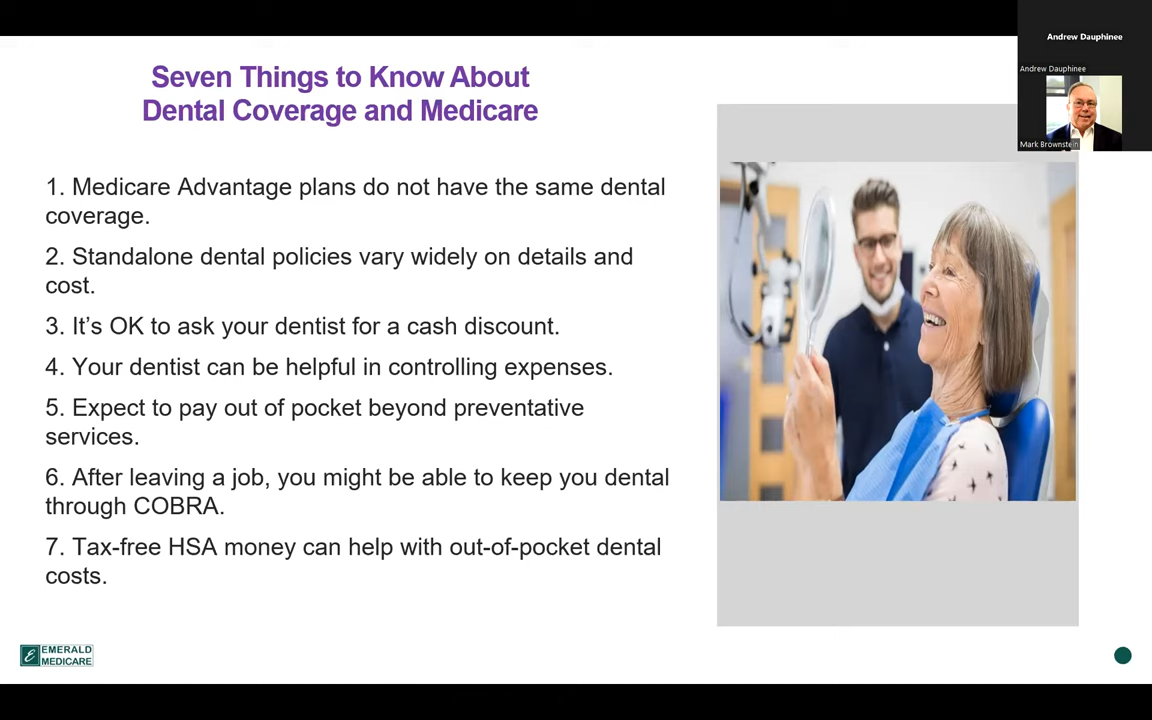 Andrew Dauphinee
Andrew Dauphinee
Mark Brownstein
Seven Things to Know About
Dental Coverage and Medicare
1. Medicare Advantage plans do not have the same dental
coverage.
2. Standalone dental policies vary widely on details and
cost.
3. It’s OK to ask your dentist for a cash discount.
4. Your dentist can be helpful in controlling expenses.
5. Expect to pay out of pocket beyond preventative
services.
6. After leaving a job, you might be able to keep you dental
through COBRA.
7. Tax-free HSA money can help with out-of-pocket dental
costs.
E EMERALD
MEDICARE